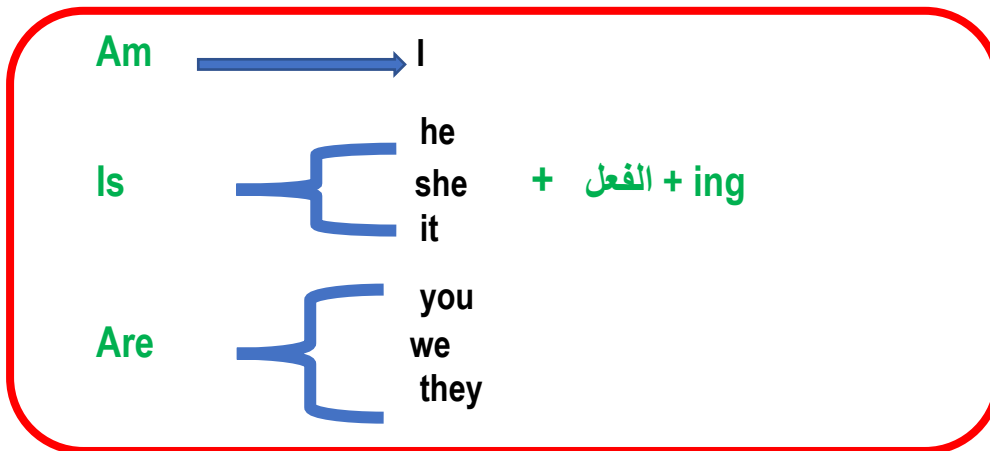 Am I
he
Is she + الفعل + ing
it
you
Are we
they